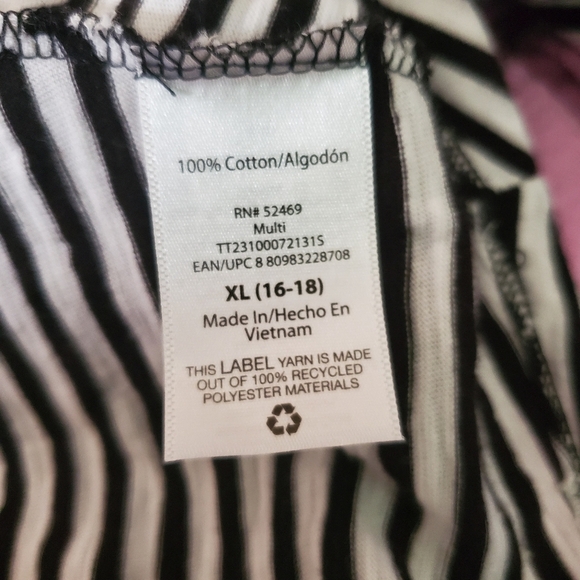 100% Cotton/Algodón
RN# 52469
Multi
TT23100072131S
EAN/UPC 8 80983228708
XL (16-18)
Made In/Hecho En
Vietnam
THIS LABEL YARN IS MADE
OUT OF 100% RECYCLED
POLYESTER MATERIALS